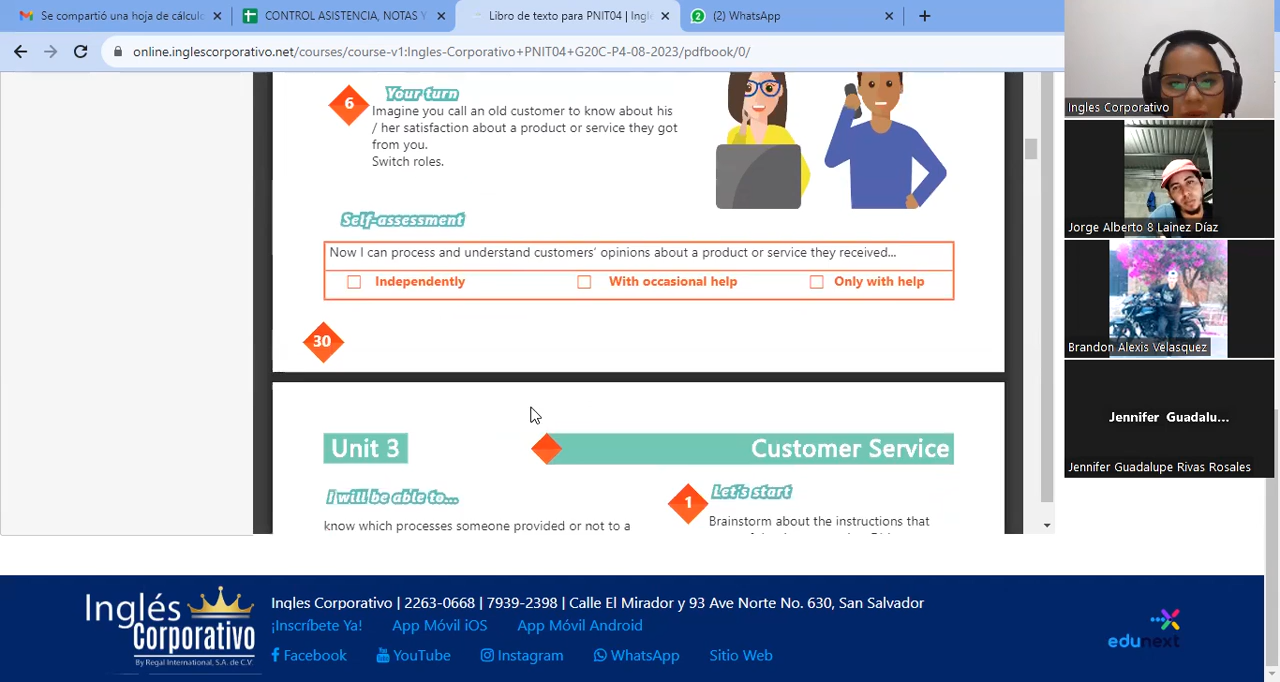 Se compartió una hoja de cálcul
CONTROL ASISTENCIA, NOTAS Y
Libro de texto para PNIT04 | Ingl
(2) WhatsApp
online.inglescorporativo.net/courses/course-v1:Ingles-Corporativo+PNIT04+G20C-P4-08-2023/pdfbook/0/
6
Your turn
Imagine you call an old customer to know about his
/ her satisfaction about a product or service they got
from you.
Switch roles.
Self-assessment
Now I can process and understand customers' opinions about a product or service they received...
Independently
With occasional help
Only with help
30
Unit 3
Customer Service
I will be able to...
know which processes someone provided or not to a
1
Let's start
Brainstorm about the instructions that
Ingles Corporativo
Jorge Alberto 8 Lainez Díaz
Brandon Alexis Velasquez
Jennifer Guadalu...
Jennifer Guadalupe Rivas Rosales
Inglés
Corporativo
By Regal International, S.A. de C.V.
Ingles Corporativo | 2263-0668 | 7939-2398 | Calle El Mirador y 93 Ave Norte No. 630, San Salvador
¡Inscríbete Ya!
App Móvil iOS
App Móvil Android
Facebook
YouTube
Instagram
WhatsApp
Sitio Web
edunext